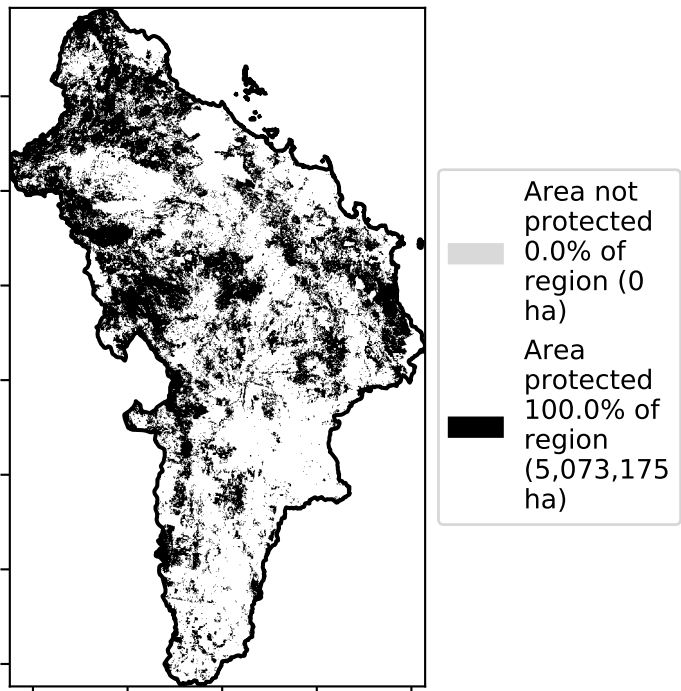 Area not
protected
0.0% of
region (0
ha)
Area
protected
100.0% of
region
(5,073,175
ha)